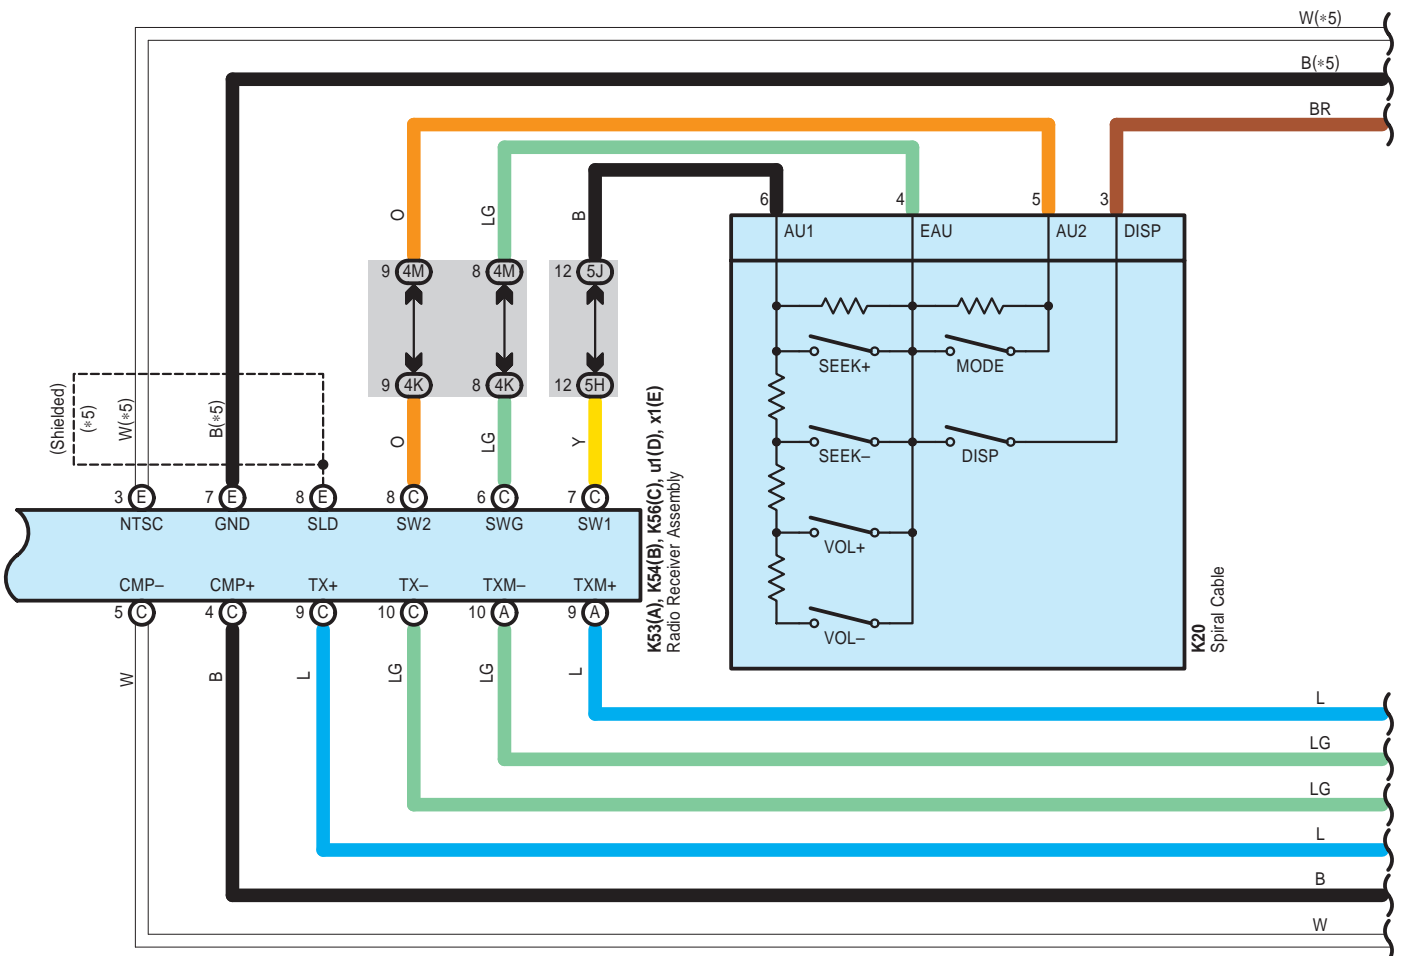 W(*5)
B(*5)
BR
O
LG
B
6
4
5
3
AU1
EAU
AU2
DISP
9 4M
8 4M
12 5J
SEEK+
MODE
9 4K
8 4K
12 5H
(Shielded)
(*5)
W(*5)
B(*5)
O
LG
Y
SEEK–
DISP
3 E
7 E
8 E
8 C
6 C
7 C
NTSC
GND
SLD
SW2
SWG
SW1
VOL+
CMP–
CMP+
TX+
TX–
TXM–
TXM+
5 C
4 C
9 C
10 C
10 A
9 A
VOL–
K53(A), K54(B), K56(C), u1(D), x1(E)
Radio Receiver Assembly
K20
Spiral Cable
W
B
L
LG
LG
L
L
LG
LG
L
B
W